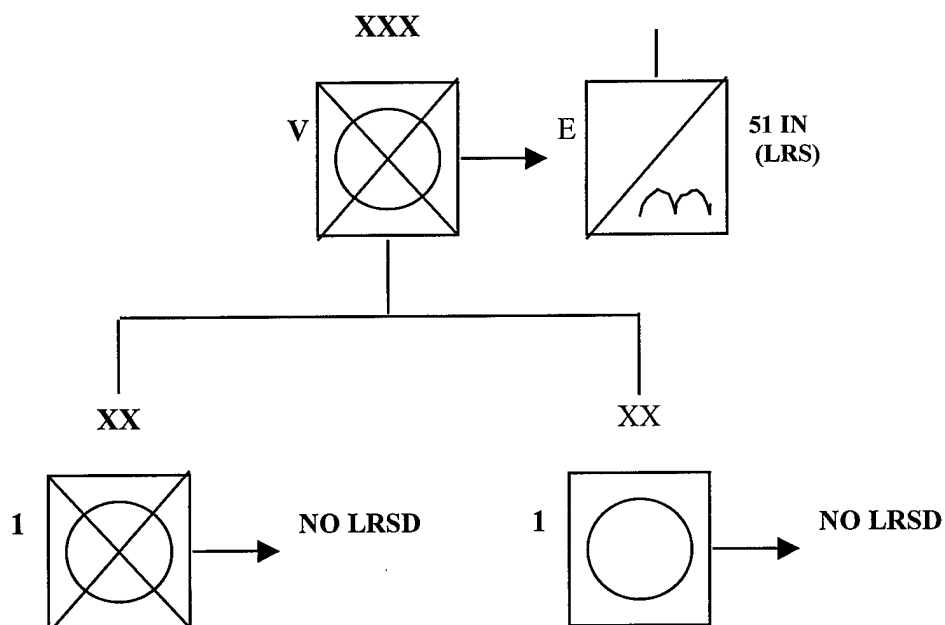 XXX
V
E
51 IN
(LRS)
XX
XX
1
NO LRSD
1
NO LRSD